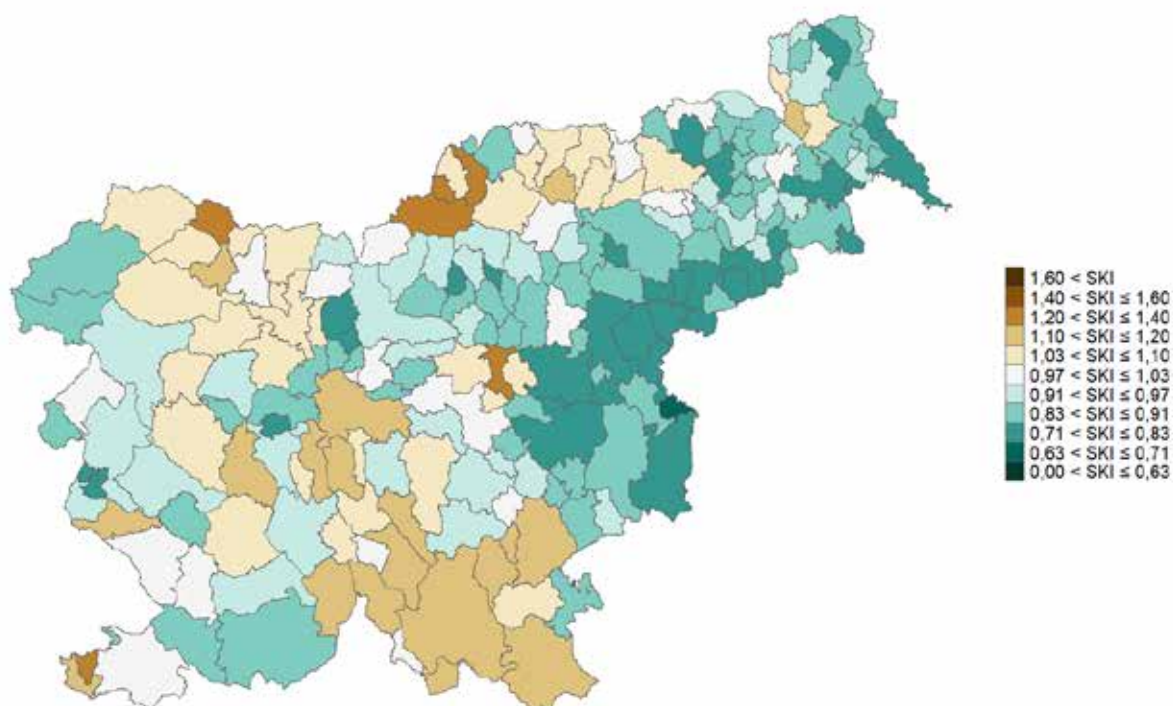 1,60 < SKI
1,40 < SKI ≤ 1,60
1,20 < SKI ≤ 1,40
1,10 < SKI ≤ 1,20
1,03 < SKI ≤ 1,10
0,97 < SKI ≤ 1,03
0,91 < SKI ≤ 0,97
0,83 < SKI ≤ 0,91
0,71 < SKI ≤ 0,83
0,63 < SKI ≤ 0,71
0,00 < SKI ≤ 0,63